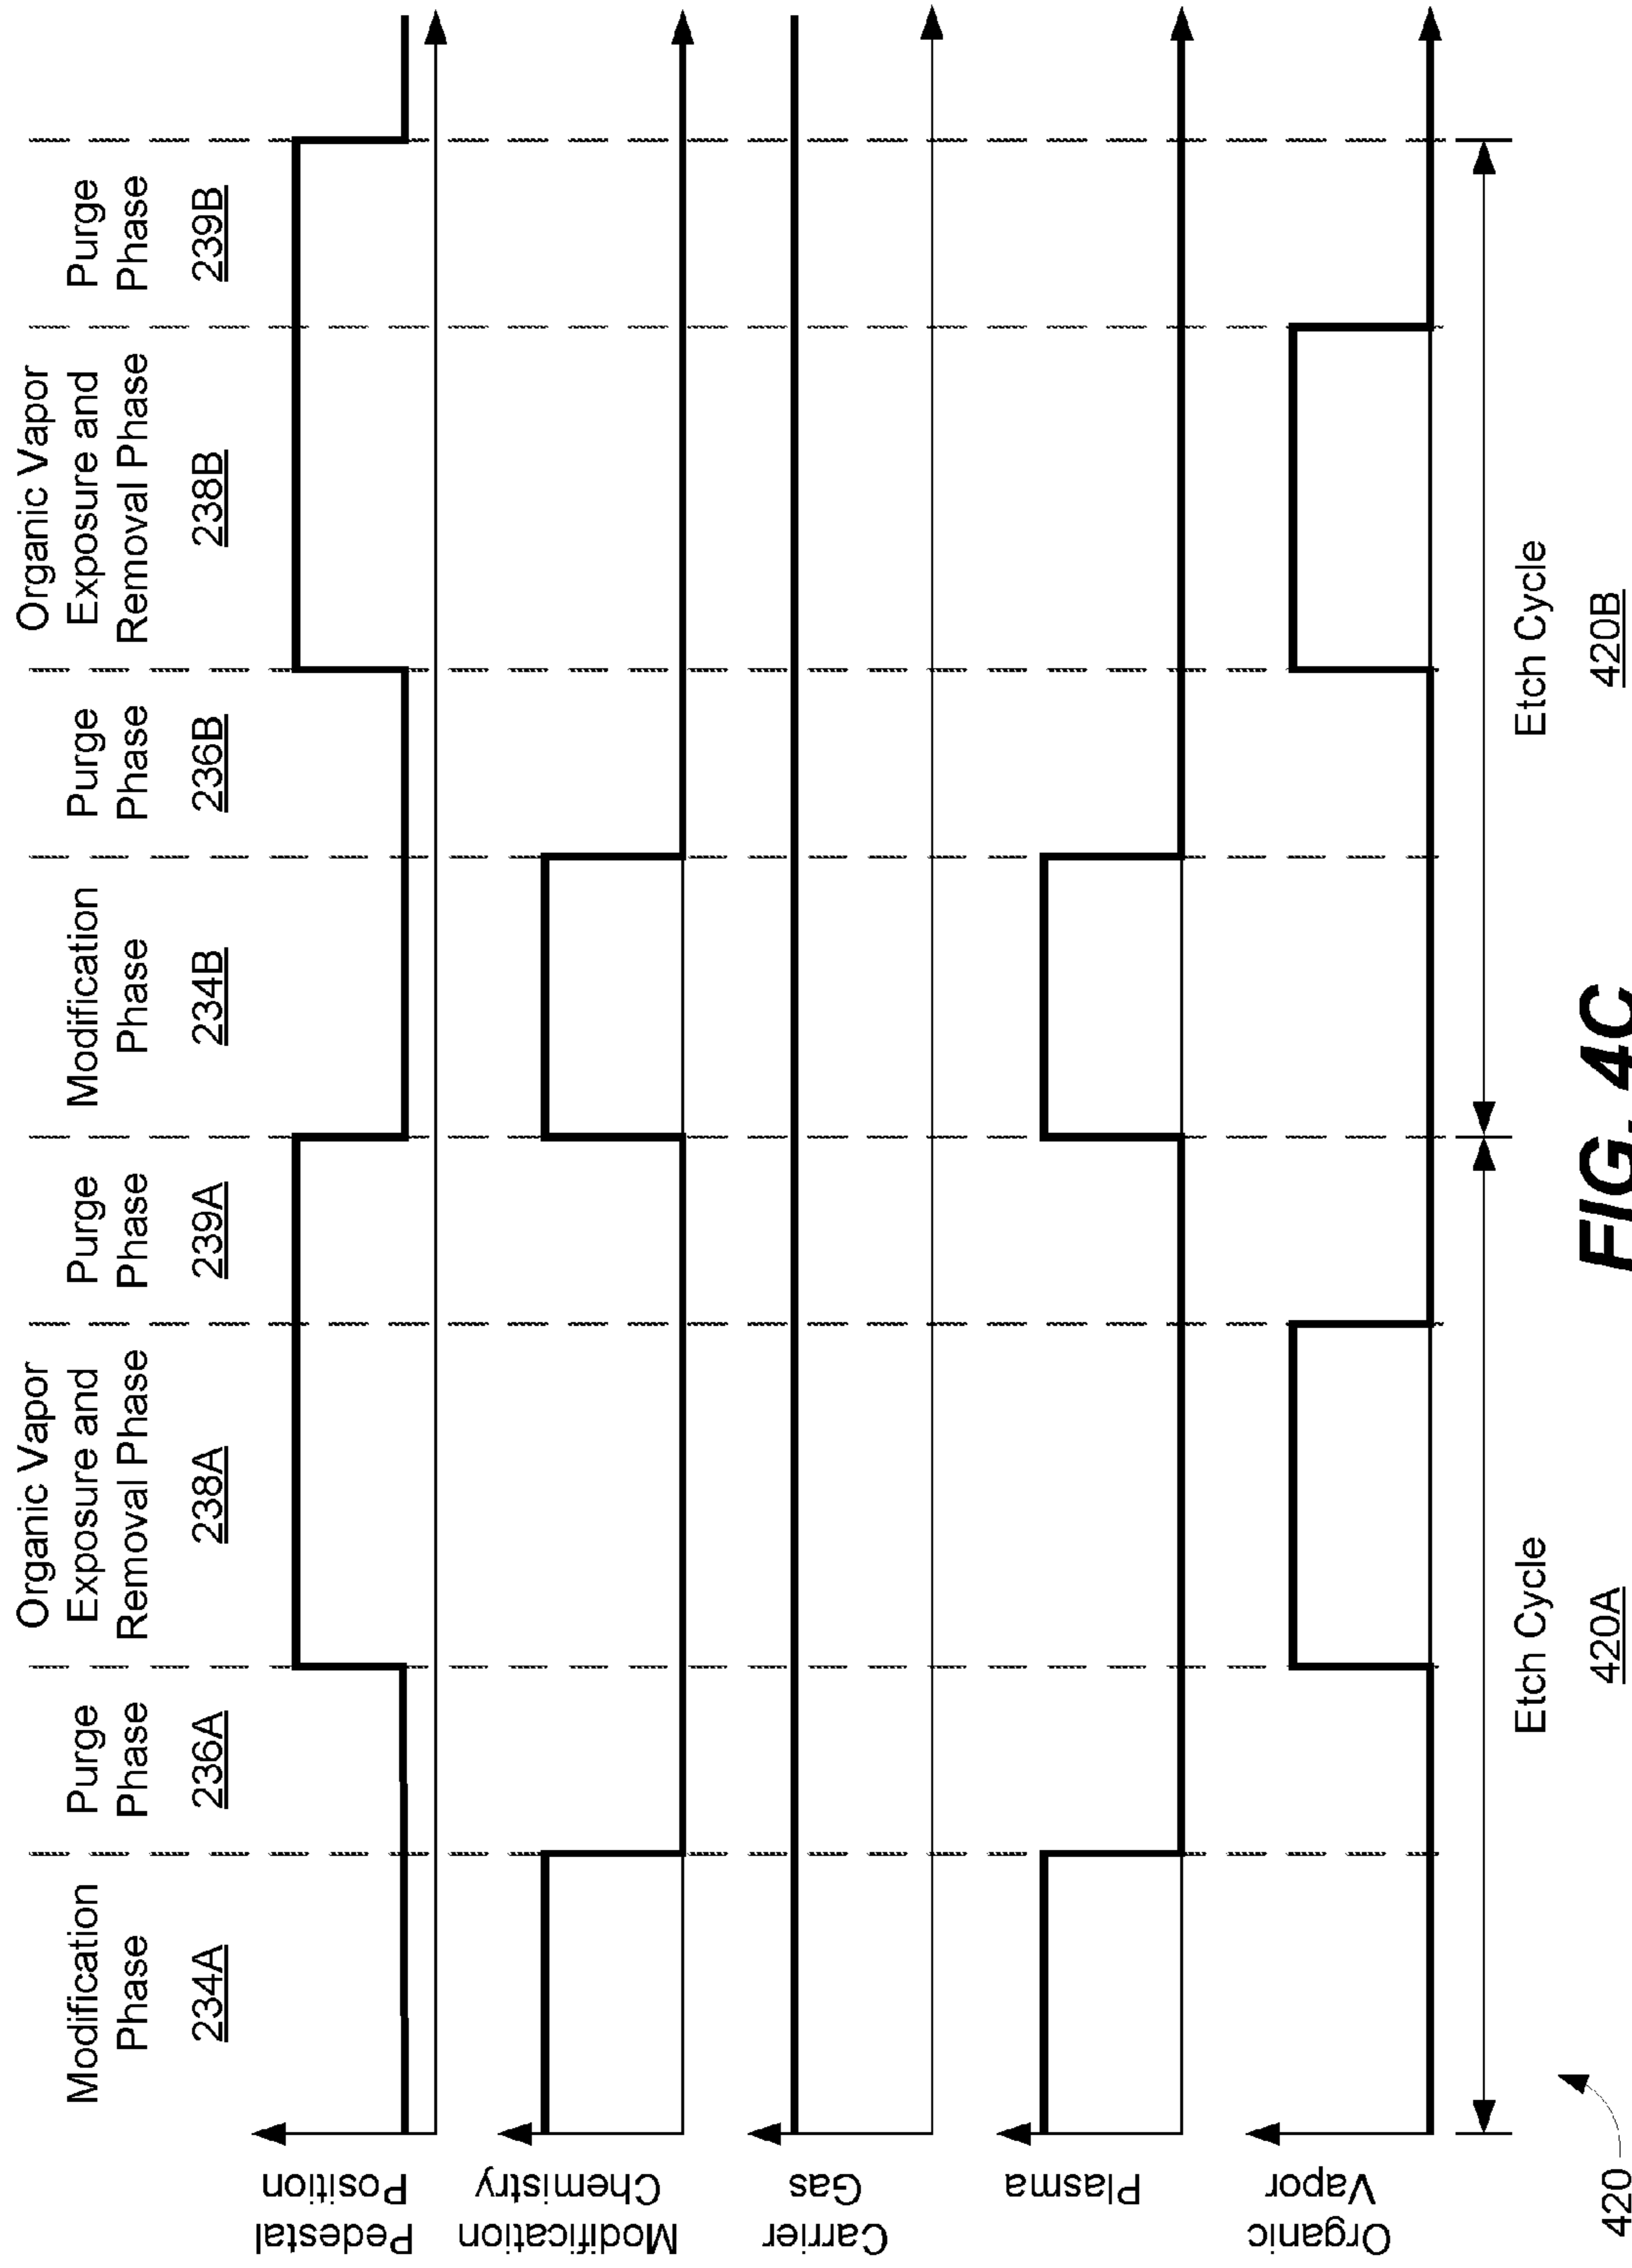 Modification
Phase
234A
Purge
Phase
236A
Organic Vapor
Exposure and
Removal Phase
238A
Purge
Phase
239A
Modification
Phase
234B
Purge
Phase
236B
Organic Vapor
Exposure and
Removal Phase
238B
Purge
Phase
239B
Pedestal
Position
Modification
Chemistry
Carrier
Gas
Plasma
Organic
Vapor
Etch Cycle
420A
Etch Cycle
420B
420
FIG. 4C